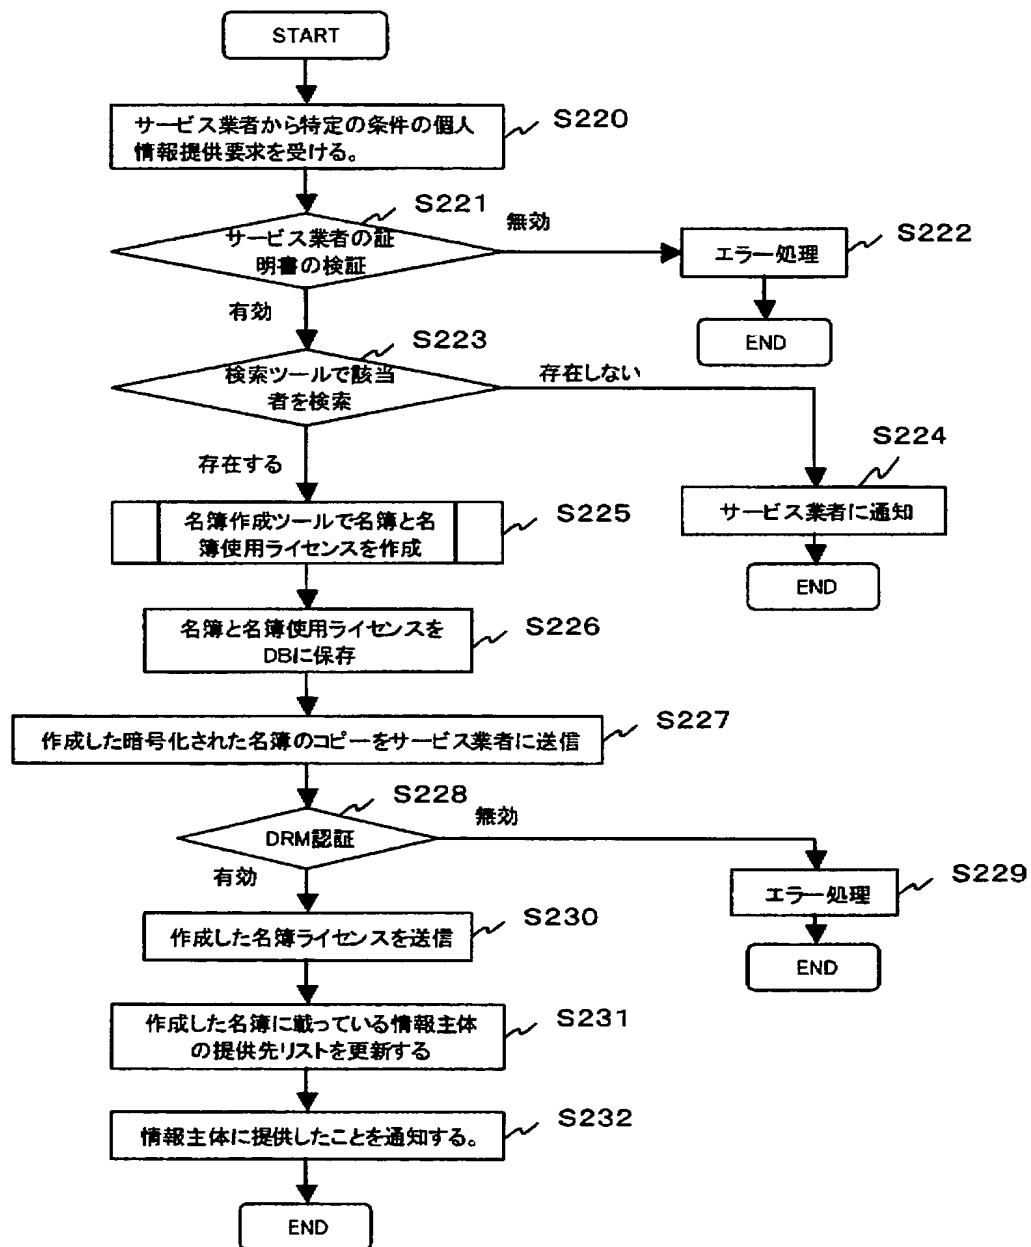 START
サービス業者から特定の条件の個人
情報提供要求を受ける。
S220
S221
サービス業者の証
明書の検証
無効
エラー処理
S222
END
有効
S223
検索ツールで該当
者を検索
存在しない
S224
サービス業者に通知
END
存在する
名簿作成ツールで名簿と名
簿使用ライセンスを作成
S225
名簿と名簿使用ライセンスを
DBに保存
S226
作成した暗号化された名簿のコピーをサービス業者に送信
S227
S228
DRM認証
無効
エラー処理
S229
END
有効
作成した名簿ライセンスを送信
S230
作成した名簿に載っている情報主体
の提供先リストを更新する
S231
情報主体に提供したことを通知する。
S232
END